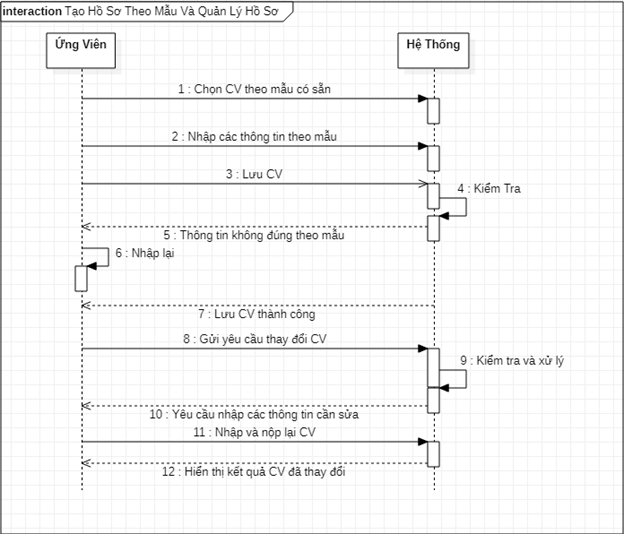 interaction Tạo Hồ Sơ Theo Mẫu Và Quản Lý Hồ Sơ
Ứng Viên
Hệ Thống
1 : Chọn CV theo mẫu có sẵn
2 : Nhập các thông tin theo mẫu
3 : Lưu CV
4 : Kiểm Tra
5 : Thông tin không đúng theo mẫu
6 : Nhập lại
7 : Lưu CV thành công
8 : Gửi yêu cầu thay đổi CV
9 : Kiểm tra và xử lý
10 : Yêu cầu nhập các thông tin cần sửa
11 : Nhập và nộp lại CV
12 : Hiển thị kết quả CV đã thay đổi